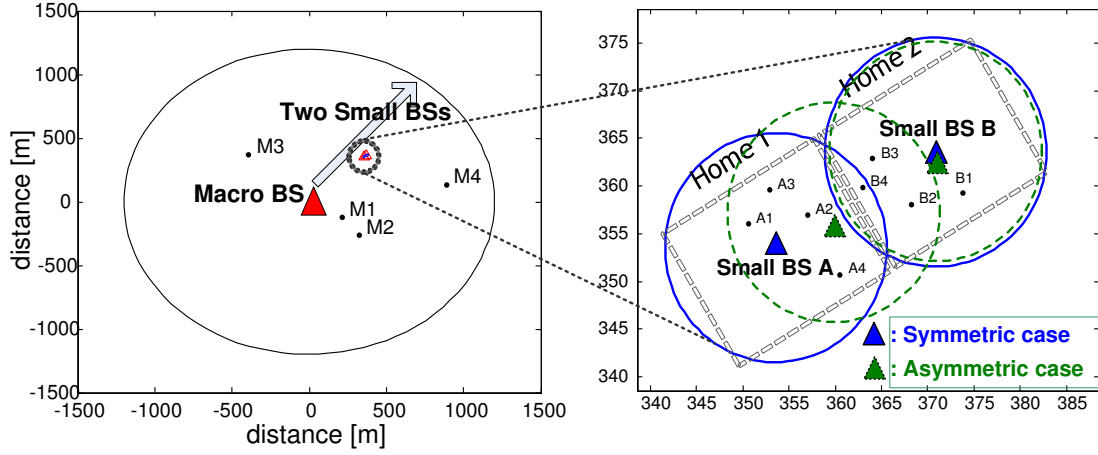 1500
1000
500
0
-500
-1000
-1500
-1500
-1000
-500
0
500
1000
1500
distance [m]
distance [m]
Two Small BSs
Macro BS
M3
M4
M1
M2
375
370
365
360
355
350
345
340
340
345
350
355
360
365
370
375
380
385
Home 2
Home 1
Small BS B
B3
B1
B4
B2
A3
A2
A1
Small BS A
A4
: Symmetric case
: Asymmetric case